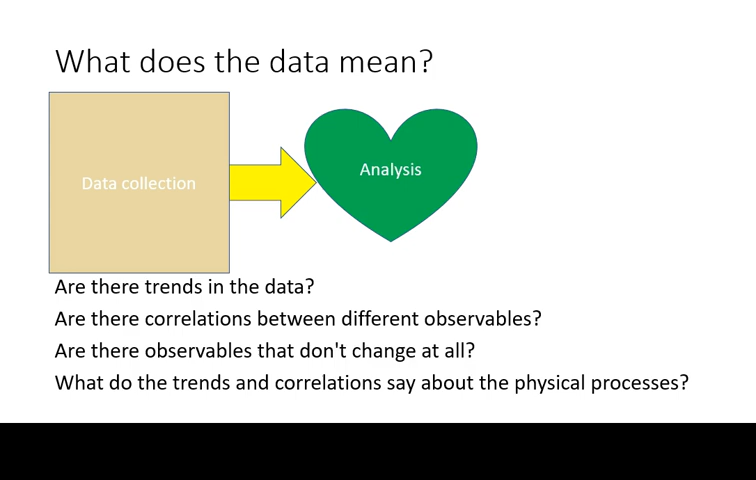 What does the data mean?
Data collection
Analysis
Are there trends in the data?
Are there correlations between different observables?
Are there observables that don't change at all?
What do the trends and correlations say about the physical processes?